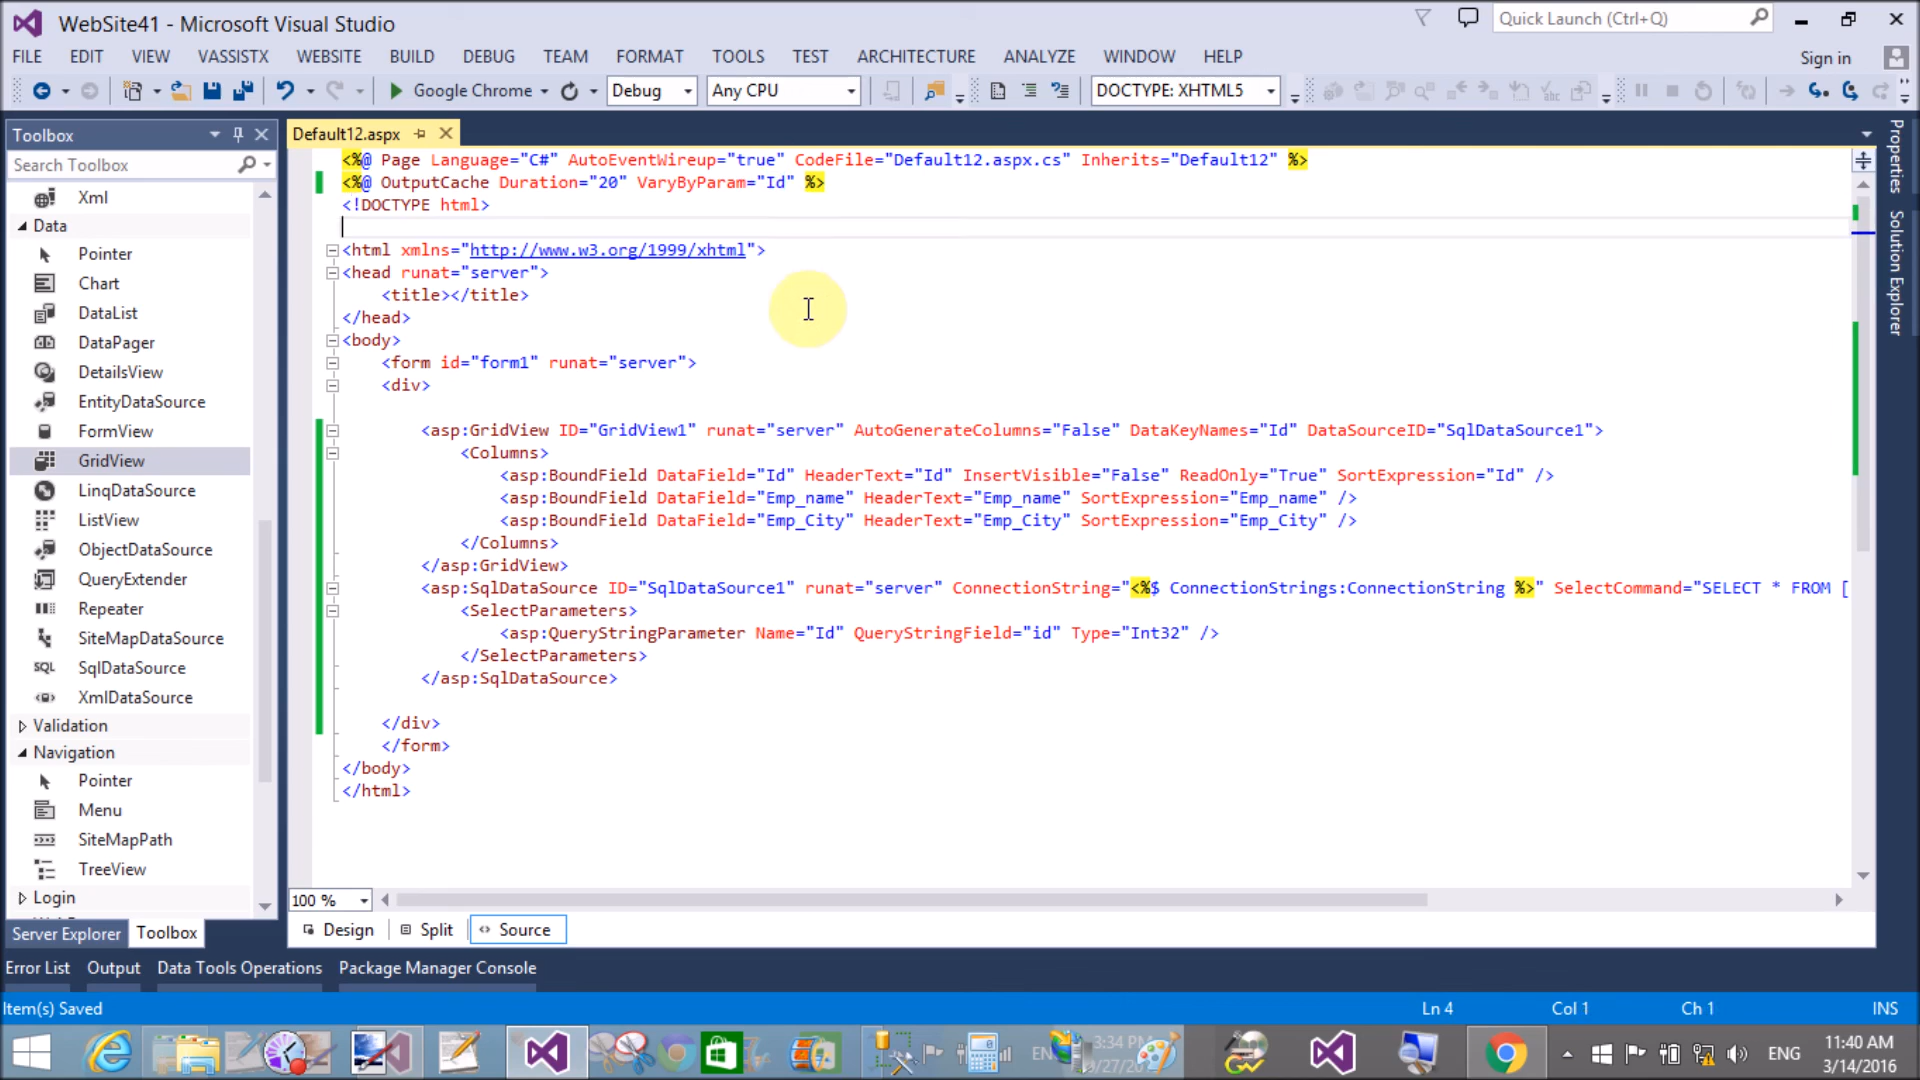 WebSite41 - Microsoft Visual Studio
Quick Launch (Ctrl+Q)
FILE EDIT VIEW VASSISTX WEBSITE BUILD DEBUG TEAM FORMAT TOOLS TEST ARCHITECTURE ANALYZE WINDOW HELP
Sign in
Google Chrome Debug Any CPU DOCTYPE: XHTML5
Toolbox
Search Toolbox
Xml
Data
Pointer
Chart
DataList
DataPager
DetailsView
EntityDataSource
FormView
GridView
LinqDataSource
ListView
ObjectDataSource
QueryExtender
Repeater
SiteMapDataSource
SQL SqlDataSource
XmlDataSource
Validation
Navigation
Pointer
Menu
SiteMapPath
TreeView
Login
Server Explorer Toolbox
Default12.aspx
<%@ Page Language="C#" AutoEventWireup="true" CodeFile="Default12.aspx.cs" Inherits="Default12" %>
<%@ OutputCache Duration="20" VaryByParam="Id" %>
<!DOCTYPE html>
<html xmlns="http://www.w3.org/1999/xhtml">
<head runat="server">
<title></title>
</head>
<body>
<form id="form1" runat="server">
<div>
<asp:GridView ID="GridView1" runat="server" AutoGenerateColumns="False" DataKeyNames="Id" DataSourceID="SqlDataSource1">
<Columns>
<asp:BoundField DataField="Id" HeaderText="Id" InsertVisible="False" ReadOnly="True" SortExpression="Id" />
<asp:BoundField DataField="Emp_name" HeaderText="Emp_name" SortExpression="Emp_name" />
<asp:BoundField DataField="Emp_City" HeaderText="Emp_City" SortExpression="Emp_City" />
</Columns>
</asp:GridView>
<asp:SqlDataSource ID="SqlDataSource1" runat="server" ConnectionString="<%$ ConnectionStrings:ConnectionString %>" SelectCommand="SELECT * FROM [
<SelectParameters>
<asp:QueryStringParameter Name="Id" QueryStringField="id" Type="Int32" />
</SelectParameters>
</asp:SqlDataSource>
</div>
</form>
</body>
</html>
100 %
Design Split Source
Properties
Solution Explorer
Error List Output Data Tools Operations Package Manager Console
Item(s) Saved Ln 4 Col 1 Ch 1 INS
EN 3:34 PM
ENG 11:40 AM
3/14/2016